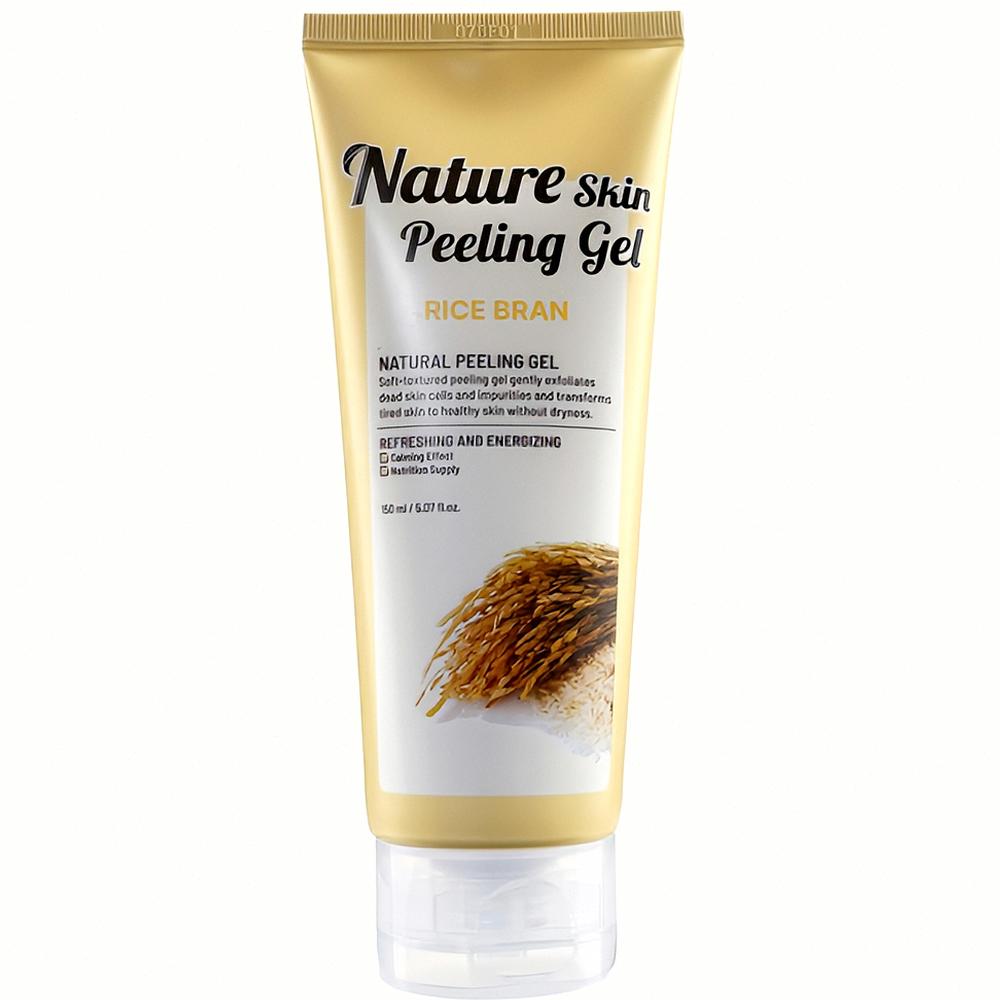 07DF01
Nature Skin
Peeling Gel
RICE BRAN
NATURAL PEELING GEL
Soft-textured peeling gel gently exfoliates
dead skin cells and impurities and transforms
tired skin to healthy skin without dryness.
REFRESHING AND ENERGIZING
Calming Effect
Nutrition Supply
150 ml / 5.07 fl.oz.